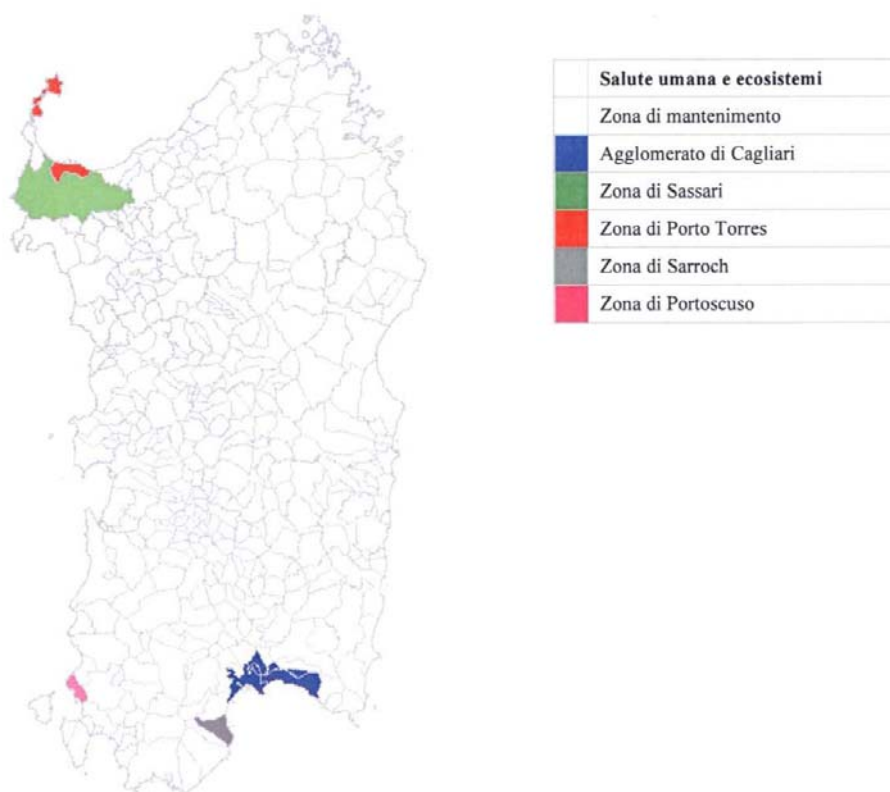 Salute umana e ecosistemi
Zona di mantenimento
Agglomerato di Cagliari
Zona di Sassari
Zona di Porto Torres
Zona di Sarroch
Zona di Portoscuso